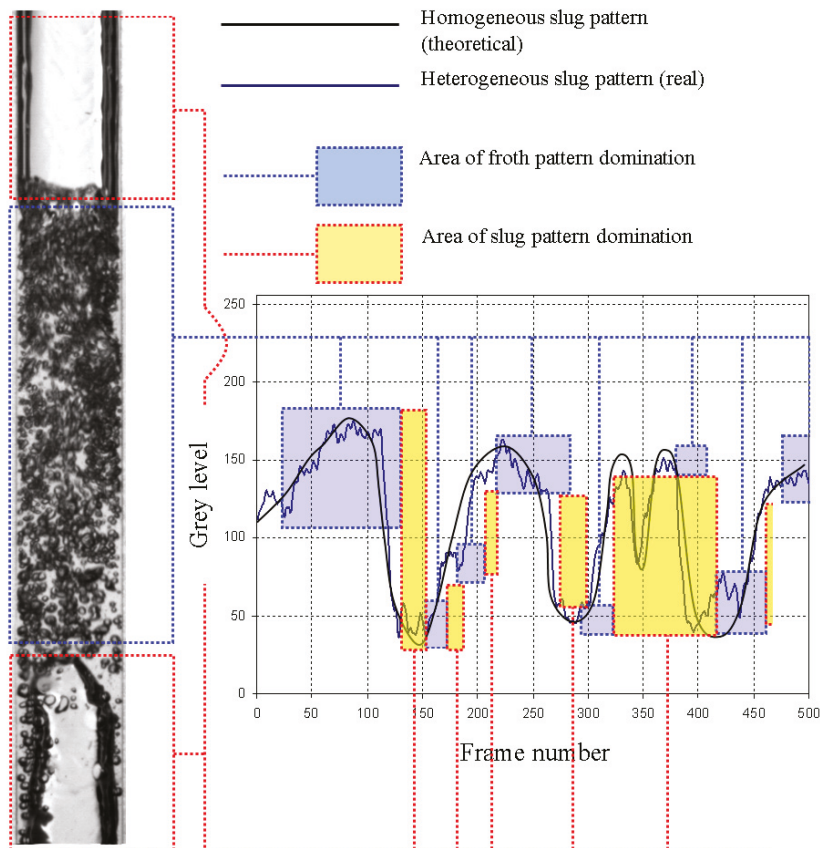 Homogeneous slug pattern
(theoretical)
Heterogeneous slug pattern (real)
Area of froth pattern domination
Area of slug pattern domination
250
200
150
100
50
0
Grey level
0 50 100 150 200 250 300 350 400 450 500
Frame number